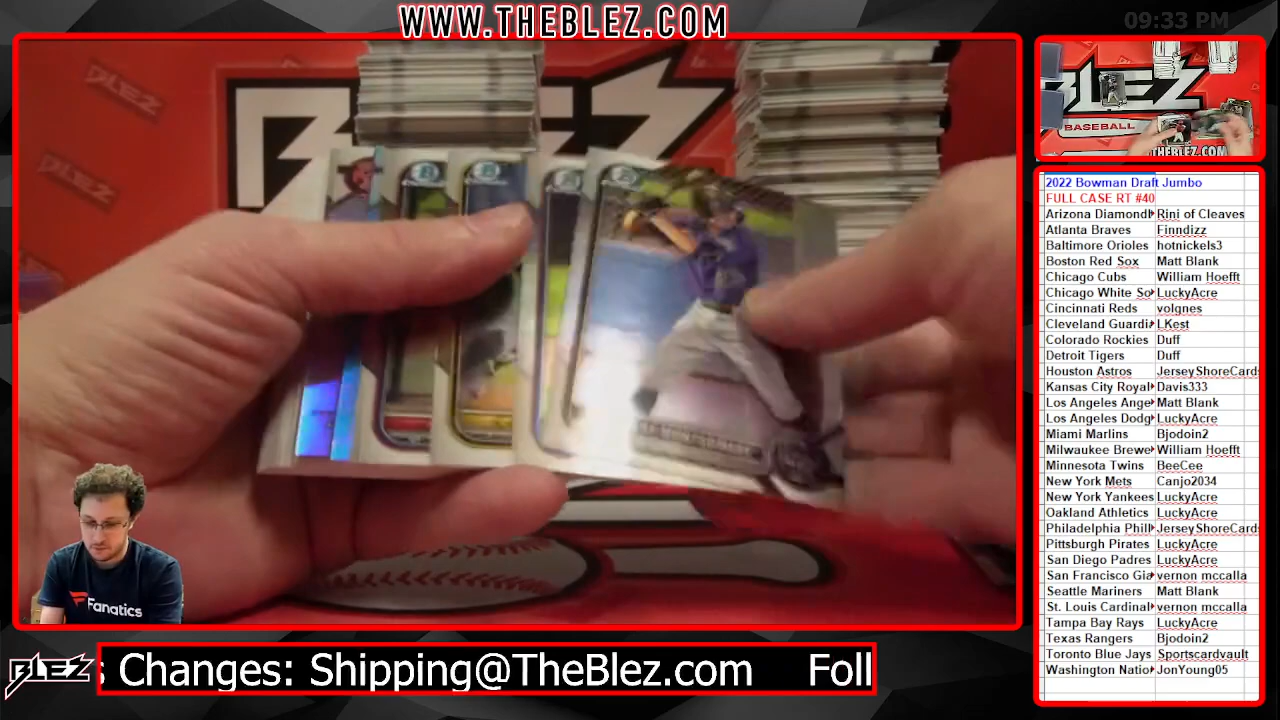 WWW.THEBLEZ.COM
09:33 PM
BLEZ
BLEZ
BLEZ
BASEBALL
THEBLEZ.COM
2022 Bowman Draft Jumbo
FULL CASE RT #40
Arizona Diamondl Rini of Cleaves
Atlanta Braves Finndizz
Baltimore Orioles hotnickels3
Boston Red Sox Matt Blank
Chicago Cubs William Hoefft
Chicago White So LuckyAcre
Cincinnati Reds volgnes
Cleveland Guardi LKest
Colorado Rockies Duff
Detroit Tigers Duff
Houston Astros JerseyShoreCards
Kansas City Royal Davis333
Los Angeles Ange Matt Blank
Los Angeles Dodg LuckyAcre
Miami Marlins Bjodoin2
Milwaukee Brewe William Hoefft
Minnesota Twins BeeCee
New York Mets Canjo2034
New York Yankees LuckyAcre
Oakland Athletics LuckyAcre
Philadelphia Phill JerseyShoreCards
Pittsburgh Pirates LuckyAcre
San Diego Padres LuckyAcre
San Francisco Gia vernon mccalla
Seattle Mariners Matt Blank
St. Louis Cardinal vernon mccalla
Tampa Bay Rays LuckyAcre
Texas Rangers Bjodoin2
Toronto Blue Jays Sportscardvault
Washington Natio JonYoung05
Fanatics
BLEZ
s Changes: Shipping@TheBlez.com Foll